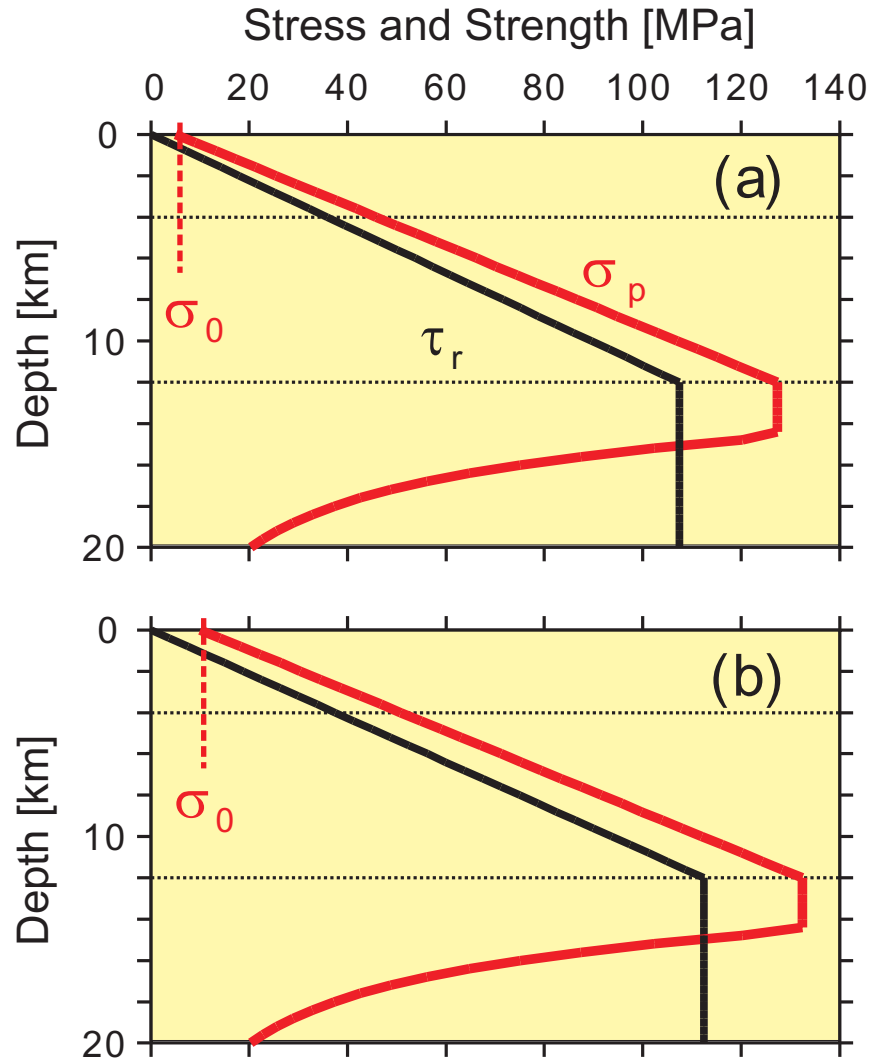 Stress and Strength [MPa]
0 20 40 60 80 100 120 140
0
(a)
σ p
σ 0
τ r
10
20
Depth [km]
0
(b)
σ 0
10
20
Depth [km]